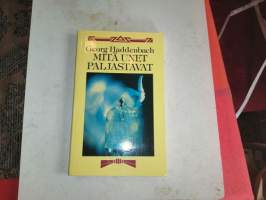 Georg Haddenbach
MITÄ UNET
PALJASTAVAT